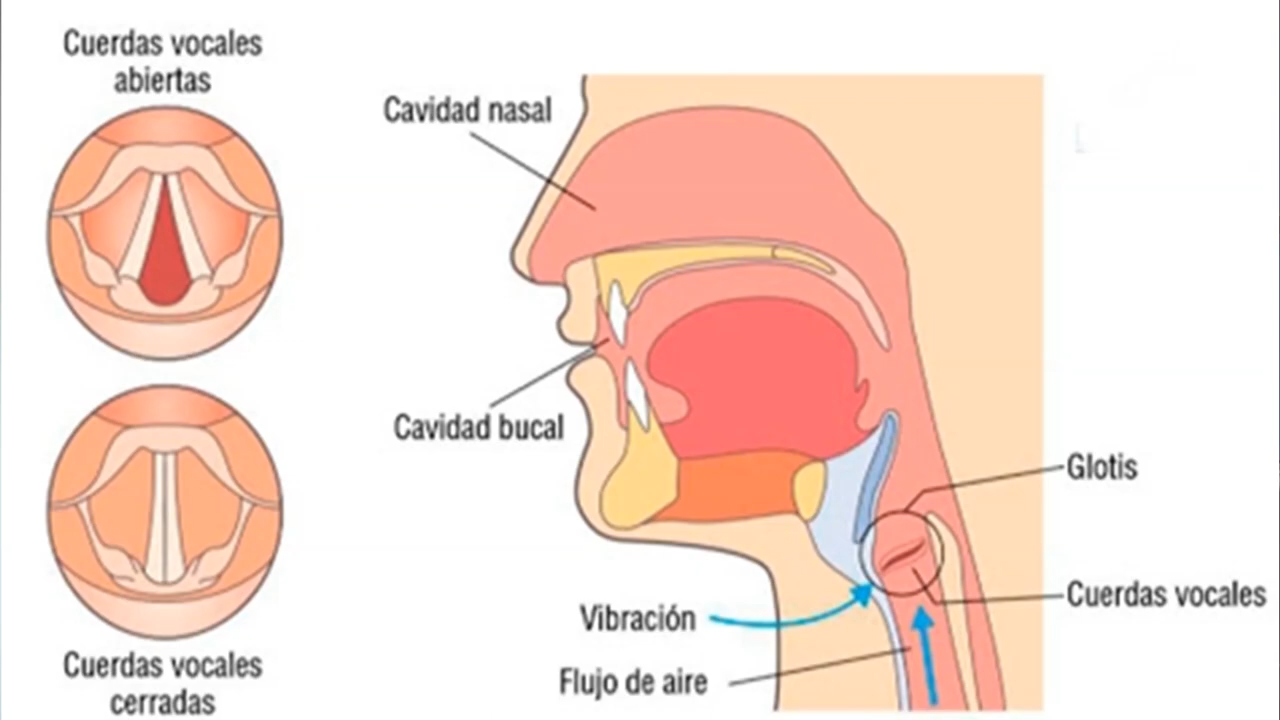 Cuerdas vocales
abiertas
Cavidad nasal
Cavidad bucal
Glotis
Cuerdas vocales
Vibración
Flujo de aire
Cuerdas vocales
cerradas